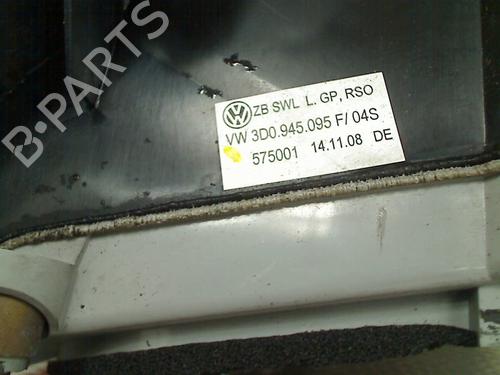 B-PARTS
ZB SWL L. GP, RSO
VW 3D0.945.095 F/ 04S
575001 14.11.08 DE